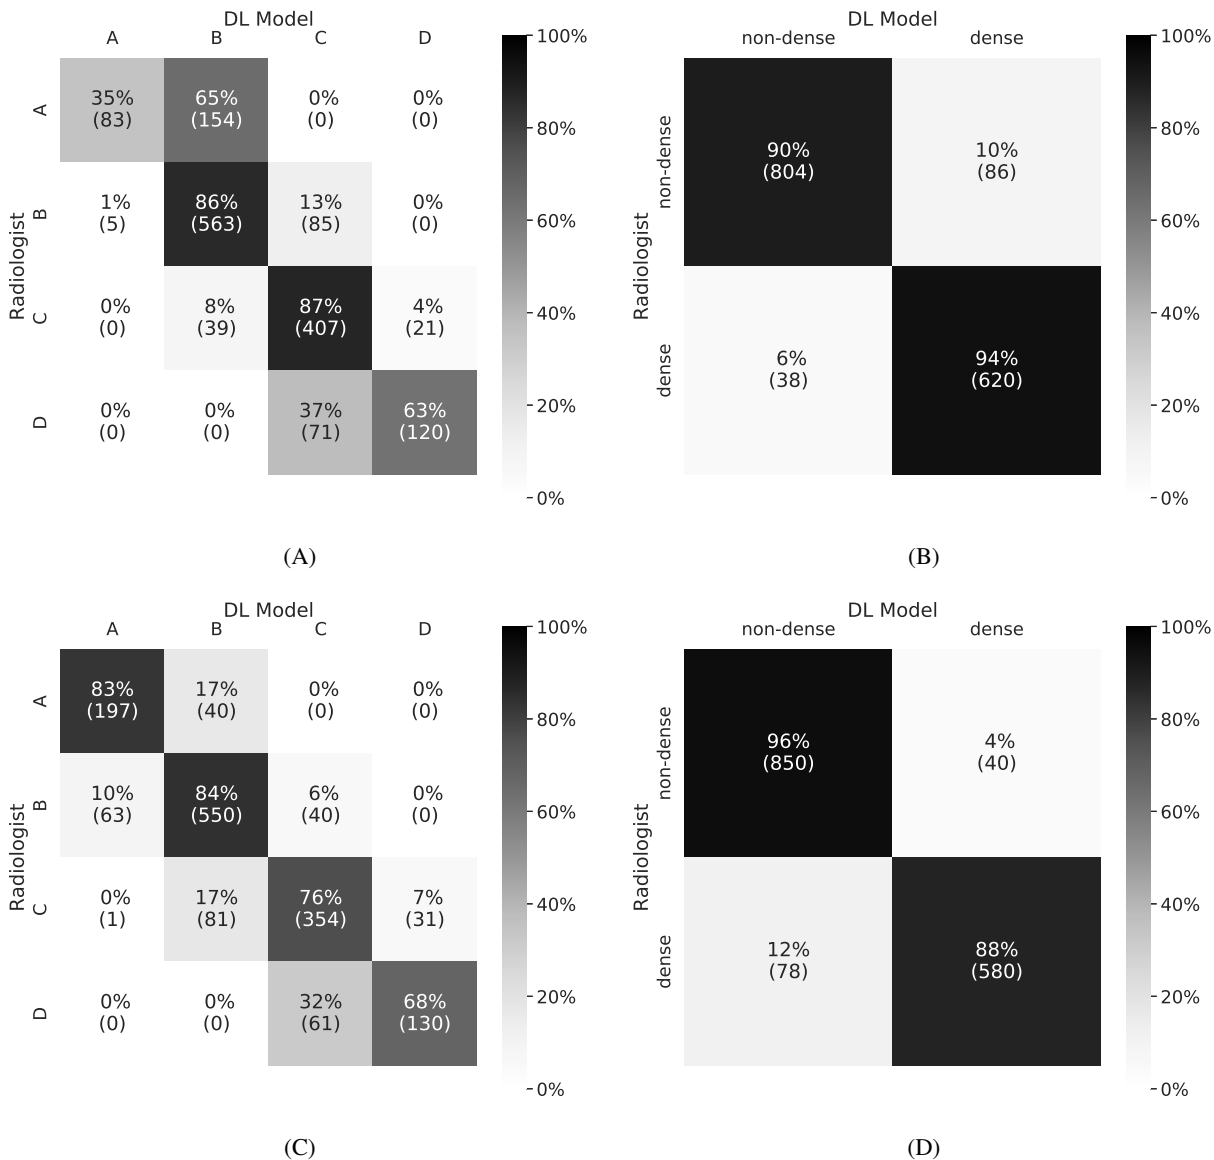 DL Model
A B C D
100%
80%
60%
40%
20%
0%
Radiologist
A
35% 65% 0% 0%
(83) (154) (0) (0)
B
1% 86% 13% 0%
(5) (563) (85) (0)
C
0% 8% 87% 4%
(0) (39) (407) (21)
D
0% 0% 37% 63%
(0) (0) (71) (120)
(A)
DL Model
non-dense dense
100%
80%
60%
40%
20%
0%
Radiologist
non-dense
90% 10%
(804) (86)
dense
6% 94%
(38) (620)
(B)
DL Model
A B C D
100%
80%
60%
40%
20%
0%
Radiologist
A
83% 17% 0% 0%
(197) (40) (0) (0)
B
10% 84% 6% 0%
(63) (550) (40) (0)
C
0% 17% 76% 7%
(1) (81) (354) (31)
D
0% 0% 32% 68%
(0) (0) (61) (130)
(C)
DL Model
non-dense dense
100%
80%
60%
40%
20%
0%
Radiologist
non-dense
96% 4%
(850) (40)
dense
12% 88%
(78) (580)
(D)